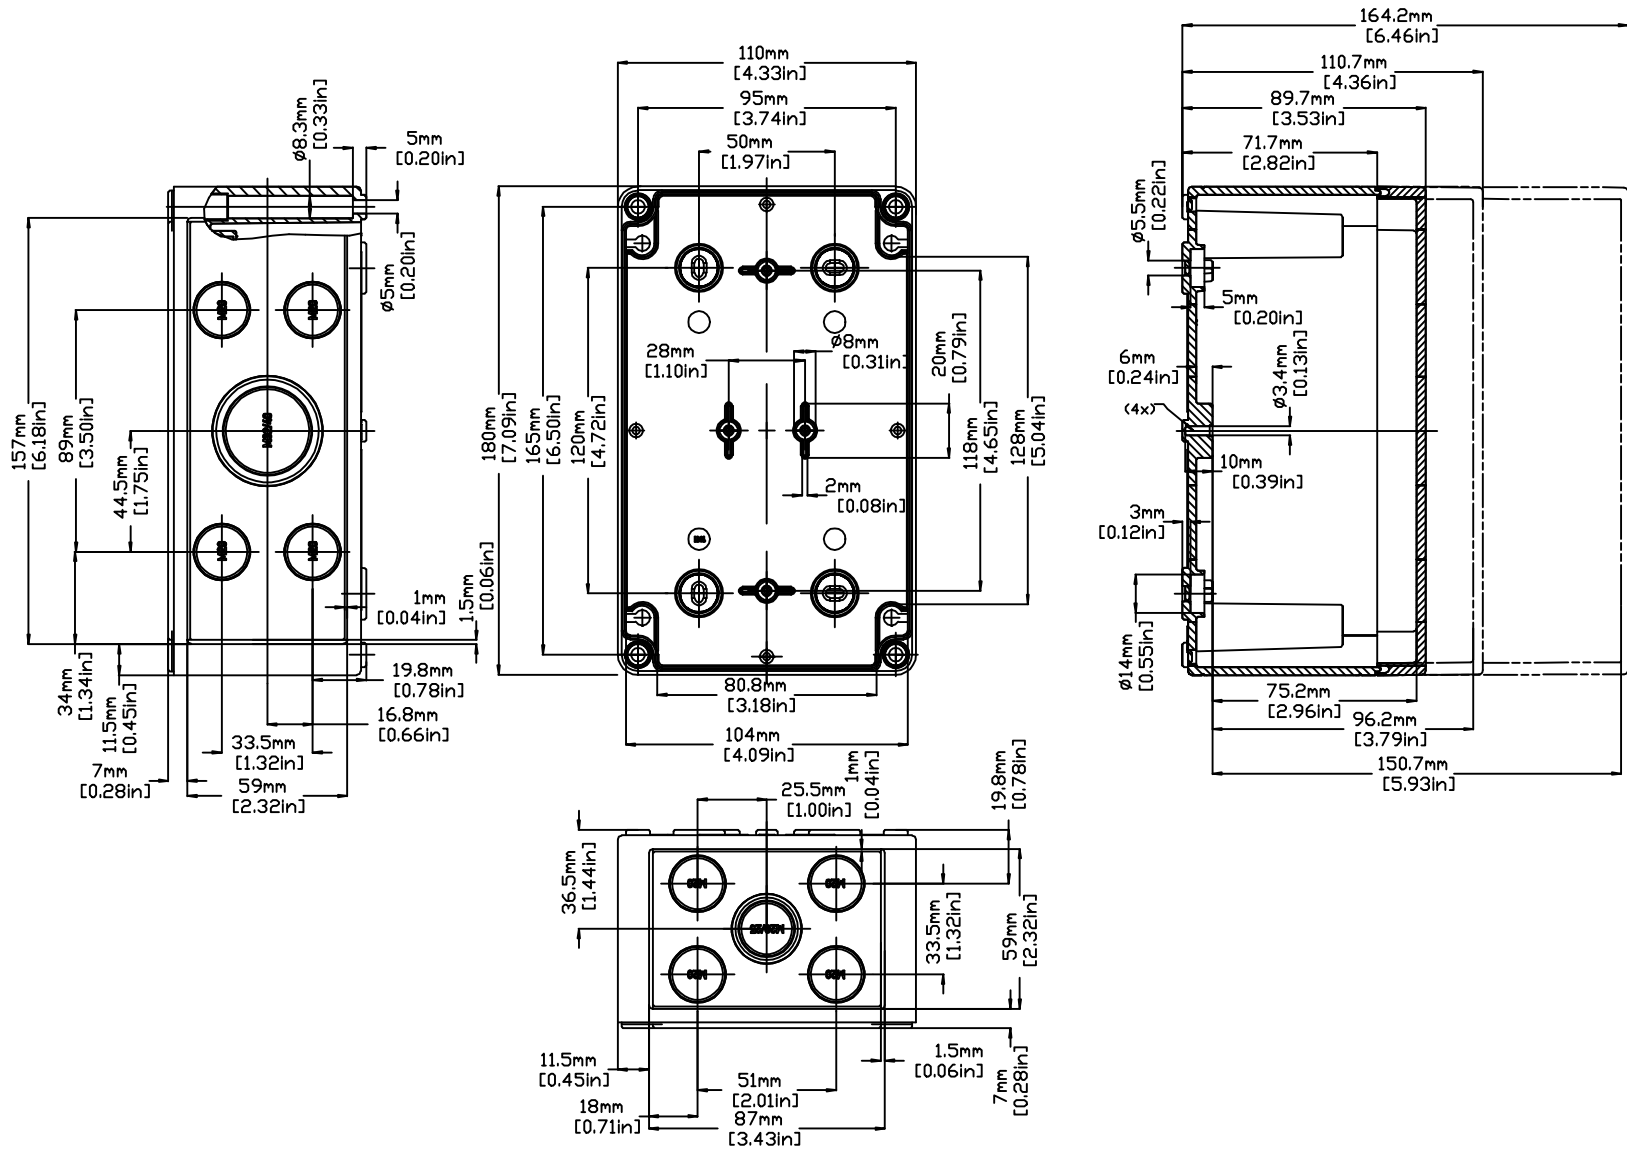 Ø8.3mm
[0.33in]
5mm
[0.20in]
Ø5mm
[0.20in]
157mm
[6.18in]
89mm
[3.50in]
44.5mm
[1.75in]
34mm
[1.34in]
11.5mm
[0.45in]
7mm
[0.28in]
33.5mm
[1.32in]
59mm
[2.32in]
16.8mm
[0.66in]
19.8mm
[0.78in]
1mm
[0.04in]
1.5mm
[0.06in]
110mm
[4.33in]
95mm
[3.74in]
50mm
[1.97in]
28mm
[1.10in]
Ø8mm
[0.31in]
20mm
[0.79in]
2mm
[0.08in]
180mm
[7.09in]
165mm
[6.50in]
120mm
[4.72in]
118mm
[4.65in]
128mm
[5.04in]
80.8mm
[3.18in]
104mm
[4.09in]
164.2mm
[6.46in]
110.7mm
[4.36in]
89.7mm
[3.53in]
71.7mm
[2.82in]
Ø5.5mm
[0.22in]
5mm
[0.20in]
6mm
[0.24in]
Ø3.4mm
[0.13in]
(4x)
10mm
[0.39in]
3mm
[0.12in]
Ø14mm
[0.55in]
75.2mm
[2.96in]
96.2mm
[3.79in]
150.7mm
[5.93in]
25.5mm
[1.00in]
1mm
[0.04in]
19.8mm
[0.78in]
36.5mm
[1.44in]
33.5mm
[1.32in]
59mm
[2.32in]
11.5mm
[0.45in]
1.5mm
[0.06in]
7mm
[0.28in]
51mm
[2.01in]
18mm
[0.71in]
87mm
[3.43in]